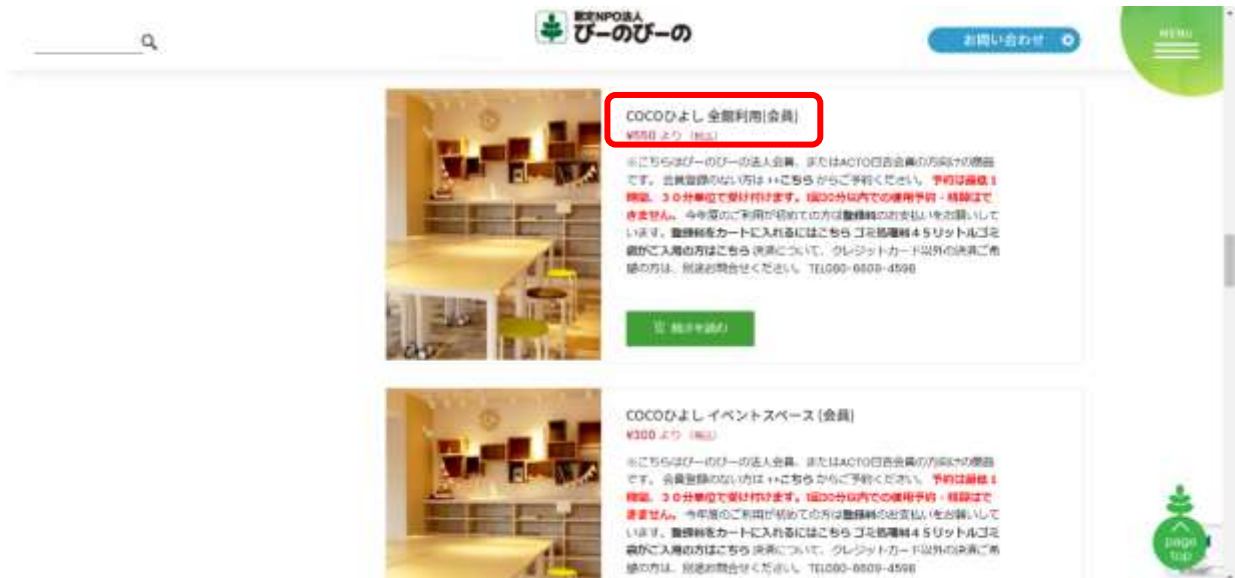 認定NPO法人
びーのびーの
お問い合わせ
MENU
COCOひよし 全館利用(会員)
¥550 より (税込)
※こちらはびーのびーの法人会員、またはACTO日吉会員の方向けの商品
です。 会員登録のない方は ++こちら からご予約ください。 予約は最低1
時間、30分単位で受け付けます。1回30分以内での使用予約・精算はで
きません。 今年度のご利用が初めての方は登録料のお支払いをお願いして
います。登録料をカートに入れるにはこちら ゴミ処理料45リットルゴミ
袋がご入用の方はこちら 決済について、クレジットカード以外の決済ご希
望の方は、別途お問合せください。 TEL080-6609-4598
続きを読む
COCOひよし イベントスペース (会員)
¥300 より (税込)
※こちらはびーのびーの法人会員、またはACTO日吉会員の方向けの商品
です。 会員登録のない方は ++こちら からご予約ください。 予約は最低1
時間、30分単位で受け付けます。1回30分以内での使用予約・精算はで
きません。 今年度のご利用が初めての方は登録料のお支払いをお願いして
います。登録料をカートに入れるにはこちら ゴミ処理料45リットルゴミ
袋がご入用の方はこちら 決済について、クレジットカード以外の決済ご希
望の方は、別途お問合せください。 TEL080-6609-4598
page
top